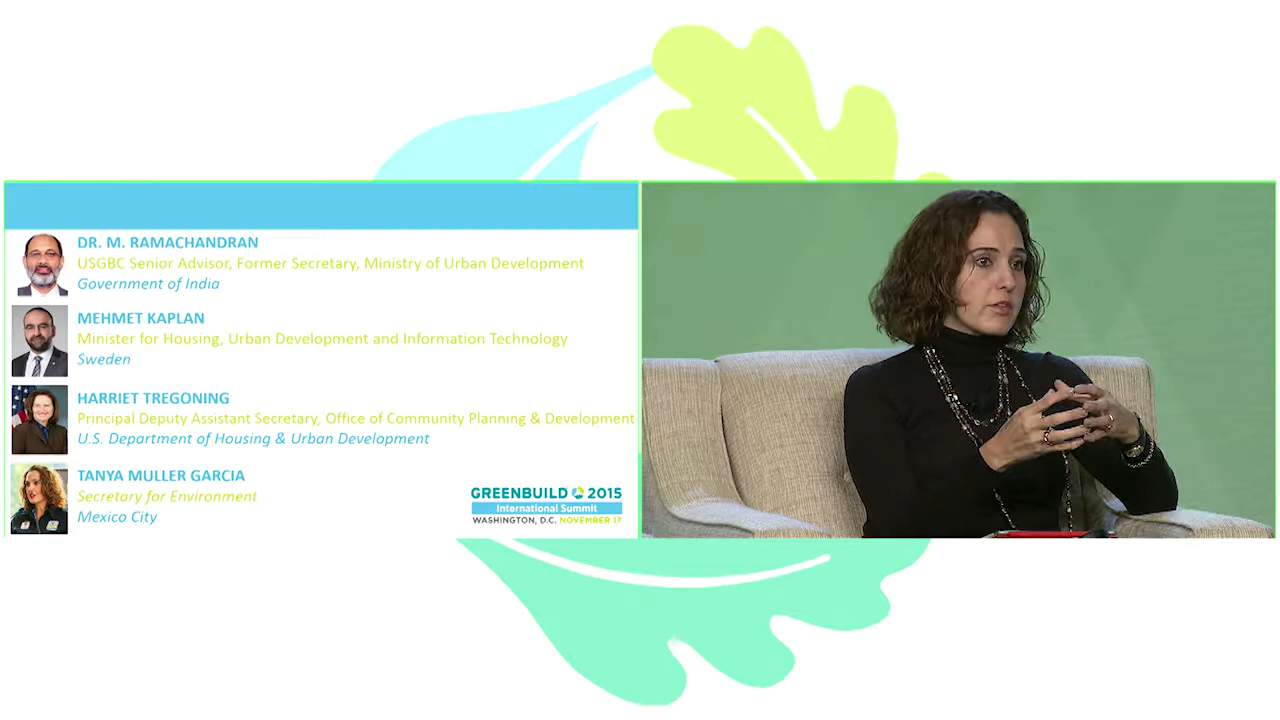 DR. M. RAMACHANDRAN
USGBC Senior Advisor, Former Secretary, Ministry of Urban Development
Government of India
MEHMET KAPLAN
Minister for Housing, Urban Development and Information Technology
Sweden
HARRIET TREGONING
Principal Deputy Assistant Secretary, Office of Community Planning & Development
U.S. Department of Housing & Urban Development
TANYA MULLER GARCIA
Secretary for Environment
Mexico City
GREENBUILD 2015
International Summit
WASHINGTON, D.C. NOVEMBER 17